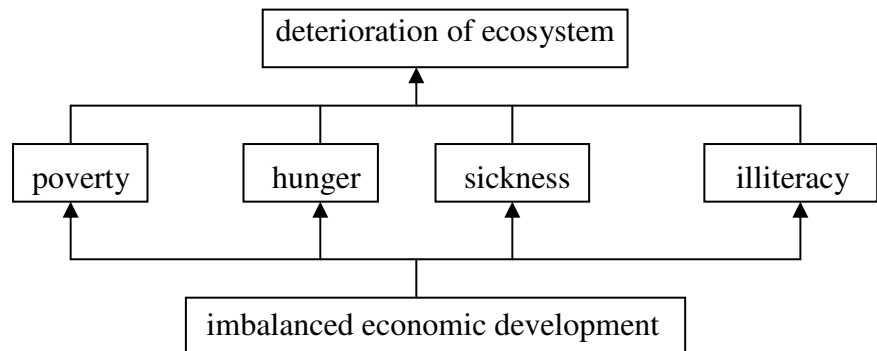 deterioration of ecosystem
poverty
hunger
sickness
illiteracy
imbalanced economic development